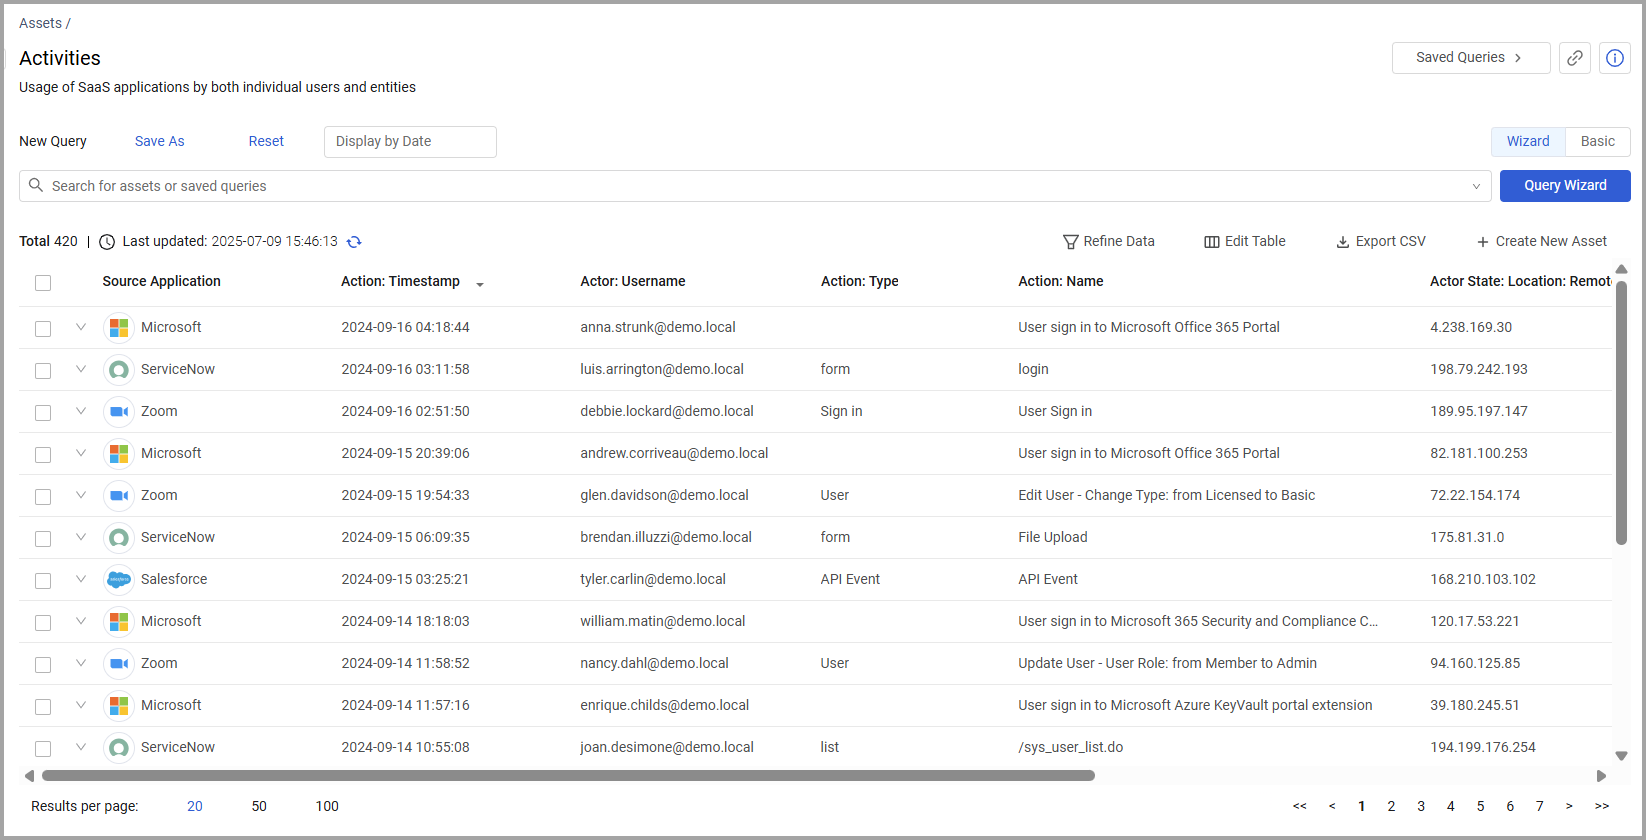 Assets /
Activities
Saved Queries >
Usage of SaaS applications by both individual users and entities
New Query Save As Reset Display by Date Wizard Basic
Search for assets or saved queries Query Wizard
Total 420 | Last updated: 2025-07-09 15:46:13 Refine Data Edit Table Export CSV + Create New Asset
Source Application Action: Timestamp Actor: Username Action: Type Action: Name Actor State: Location: Remot
Microsoft 2024-09-16 04:18:44 anna.strunk@demo.local User sign in to Microsoft Office 365 Portal 4.238.169.30
ServiceNow 2024-09-16 03:11:58 luis.arrington@demo.local form login 198.79.242.193
Zoom 2024-09-16 02:51:50 debbie.lockard@demo.local Sign in User Sign in 189.95.197.147
Microsoft 2024-09-15 20:39:06 andrew.corriveau@demo.local User sign in to Microsoft Office 365 Portal 82.181.100.253
Zoom 2024-09-15 19:54:33 glen.davidson@demo.local User Edit User - Change Type: from Licensed to Basic 72.22.154.174
ServiceNow 2024-09-15 06:09:35 brendan.illuzzi@demo.local form File Upload 175.81.31.0
Salesforce 2024-09-15 03:25:21 tyler.carlin@demo.local API Event API Event 168.210.103.102
Microsoft 2024-09-14 18:18:03 william.matin@demo.local User sign in to Microsoft 365 Security and Compliance C... 120.17.53.221
Zoom 2024-09-14 11:58:52 nancy.dahl@demo.local User Update User - User Role: from Member to Admin 94.160.125.85
Microsoft 2024-09-14 11:57:16 enrique.childs@demo.local User sign in to Microsoft Azure KeyVault portal extension 39.180.245.51
ServiceNow 2024-09-14 10:55:08 joan.desimone@demo.local list /sys_user_list.do 194.199.176.254
Results per page: 20 50 100 << < 1 2 3 4 5 6 7 > >>